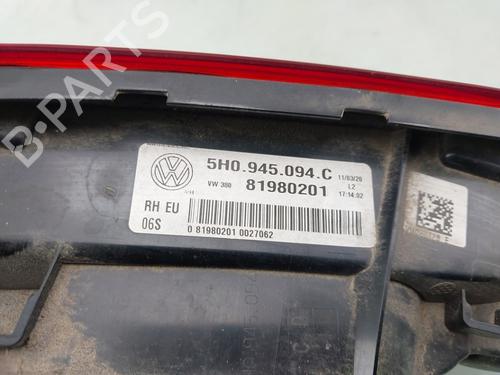 B-Parts
5H0.945.094.C
11/03/20
VW 380
81980201
L2
17:14:02
RH EU
06S
0 81980201 0027062